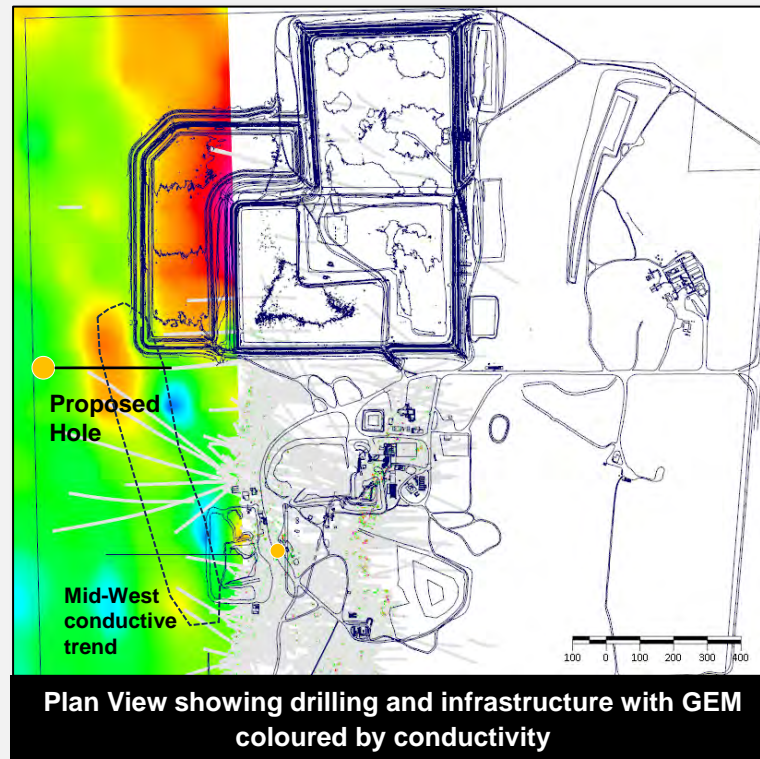 Proposed
Hole
Mid-West
conductive
trend
100 0 100 200 300 400
Plan View showing drilling and infrastructure with GEM
coloured by conductivity